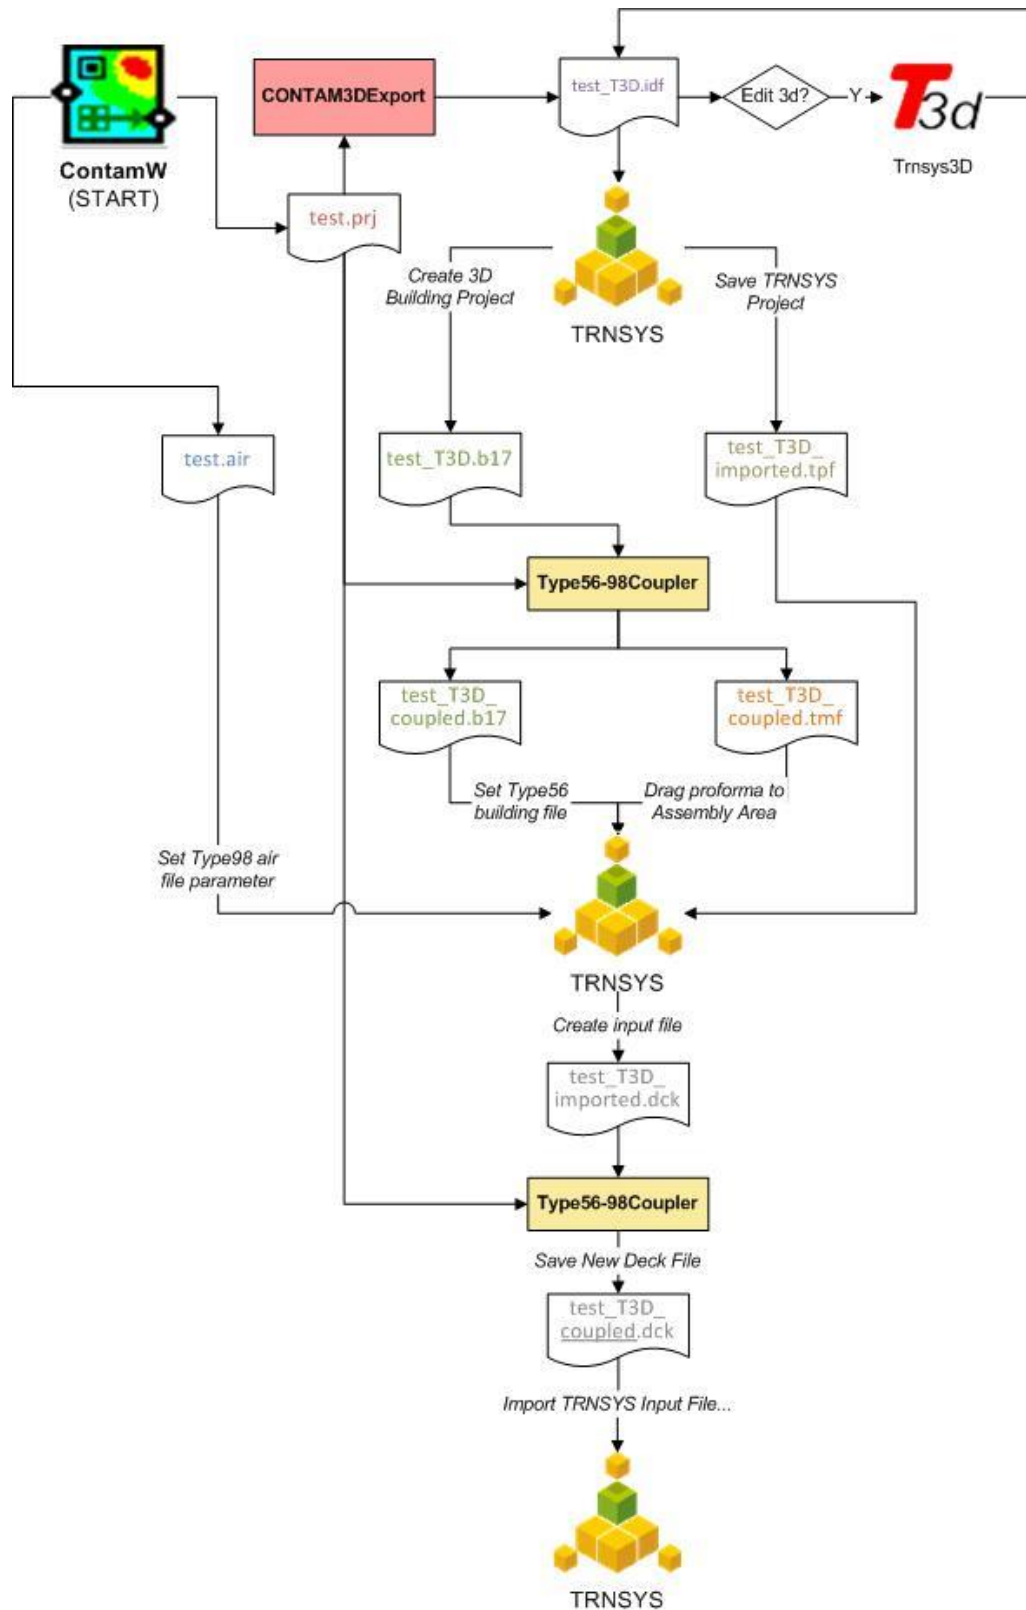 CONTAM3DExport
test_T3D.idf
Edit 3d?
Y
T3d
Trnsys3D
ContamW
(START)
test.prj
Create 3D
Building Project
Save TRNSYS
Project
TRNSYS
test.air
test_T3D.b17
test_T3D_
imported.tpf
Type56-98Coupler
test_T3D_
coupled.b17
test_T3D_
coupled.tmf
Set Type56
building file
Drag proforma to
Assembly Area
Set Type98 air
file parameter
TRNSYS
Create input file
test_T3D_
imported.dck
Type56-98Coupler
Save New Deck File
test_T3D_
coupled.dck
Import TRNSYS Input File...
TRNSYS